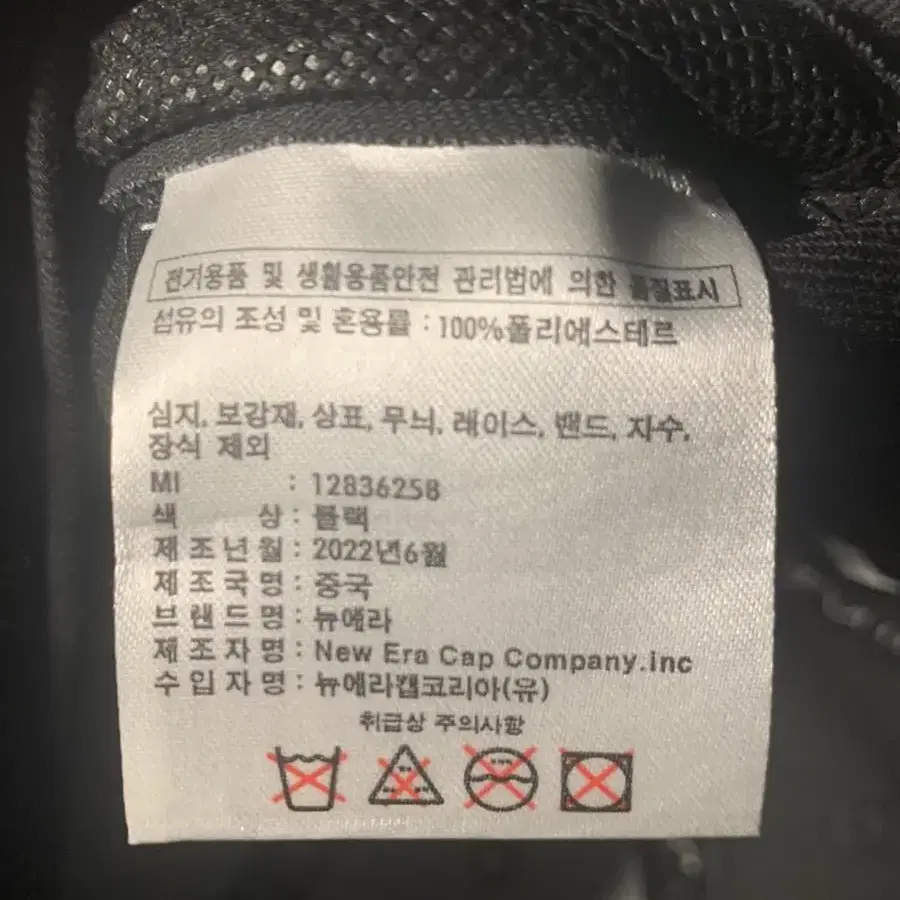 전기용품 및 생활용품안전 관리법에 의한 품질표시
섬유의 조성 및 혼용률 : 100%폴리에스테르
심지, 보강재, 상표, 무늬, 레이스, 밴드, 자수,
장식 제외
MI : 12836258
색 상 : 블랙
제조년월 : 2022년6월
제조국명 : 중국
브랜드명 : 뉴에라
제조자명 : New Era Cap Company.inc
수입자명 : 뉴에라캡코리아(유)
취급상 주의사항